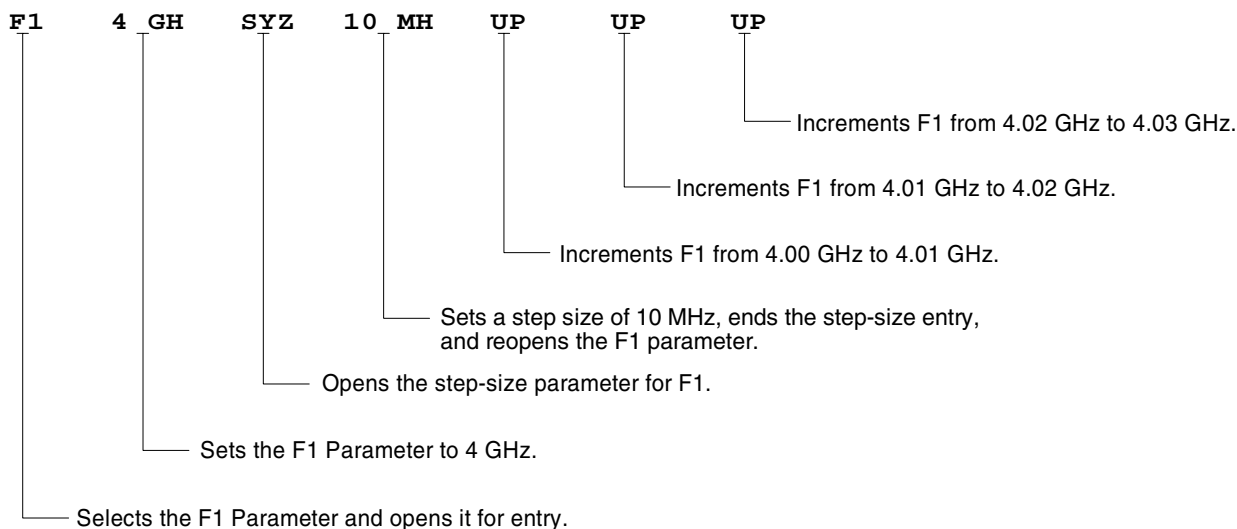 F1 4 GH SYZ 10 MH UP UP UP
Increments F1 from 4.02 GHz to 4.03 GHz.
Increments F1 from 4.01 GHz to 4.02 GHz.
Increments F1 from 4.00 GHz to 4.01 GHz.
Sets a step size of 10 MHz, ends the step-size entry,
and reopens the F1 parameter.
Opens the step-size parameter for F1.
Sets the F1 Parameter to 4 GHz.
Selects the F1 Parameter and opens it for entry.